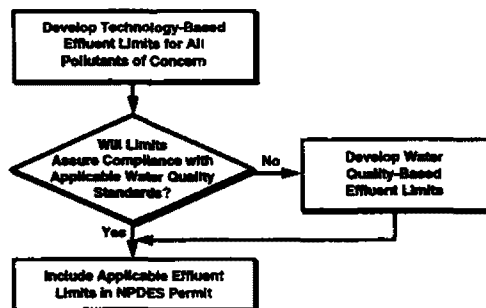 Develop Technology-Based
Effluent Limits for All
Pollutants of Concern
Will Limits
Assure Compliance with
Applicable Water Quality
Standards?
No
Develop Water
Quality-Based
Effluent Limits
Yes
Include Applicable Effluent
Limits in NPDES Permit